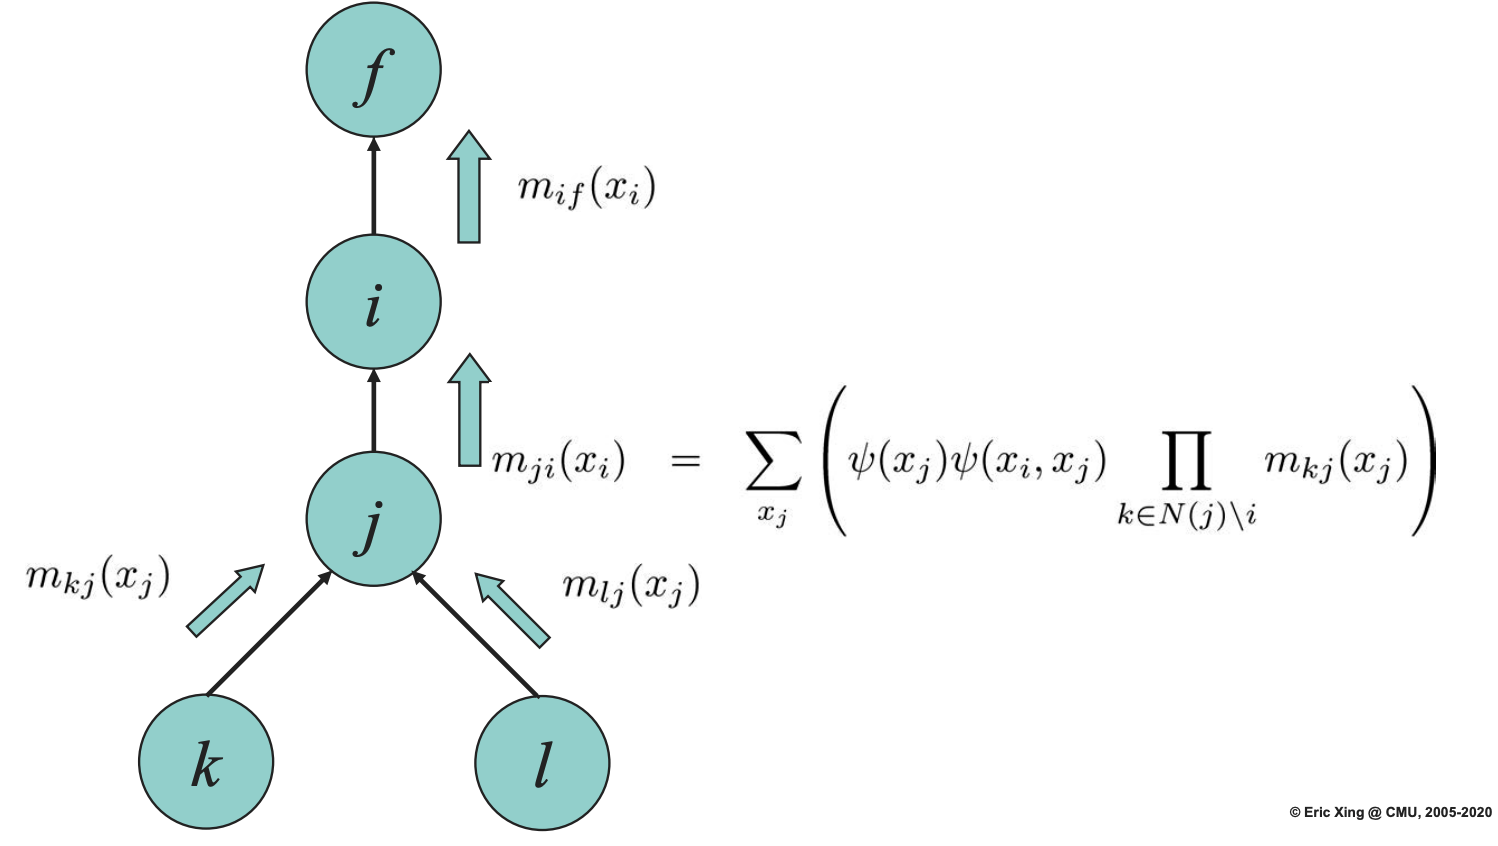 f
m_{if}(x_i)
i
m_{ji}(x_i) = \sum_{x_j} \left( \psi(x_j)\psi(x_i, x_j) \prod_{k \in N(j) \setminus i} m_{kj}(x_j) \right)
j
m_{kj}(x_j)
m_{lj}(x_j)
k
l
© Eric Xing @ CMU, 2005-2020